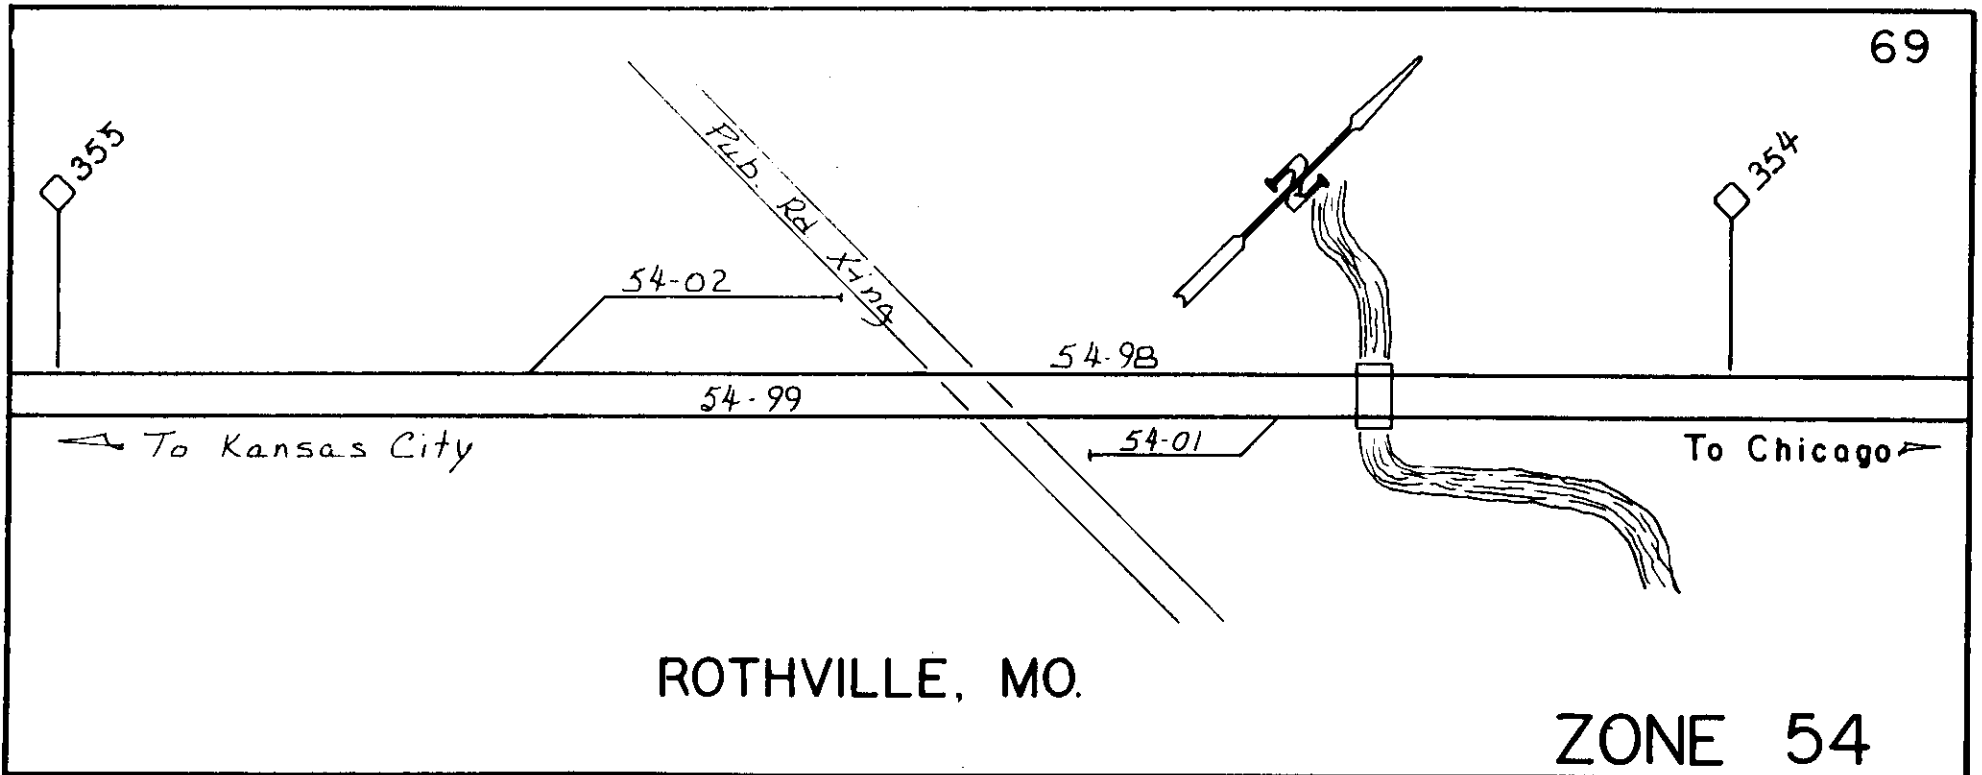 69
355
354
Pub. Rd Xing
N
54-02
54-98
54-99
To Kansas City
54-01
To Chicago
ROTHVILLE, MO.
ZONE 54